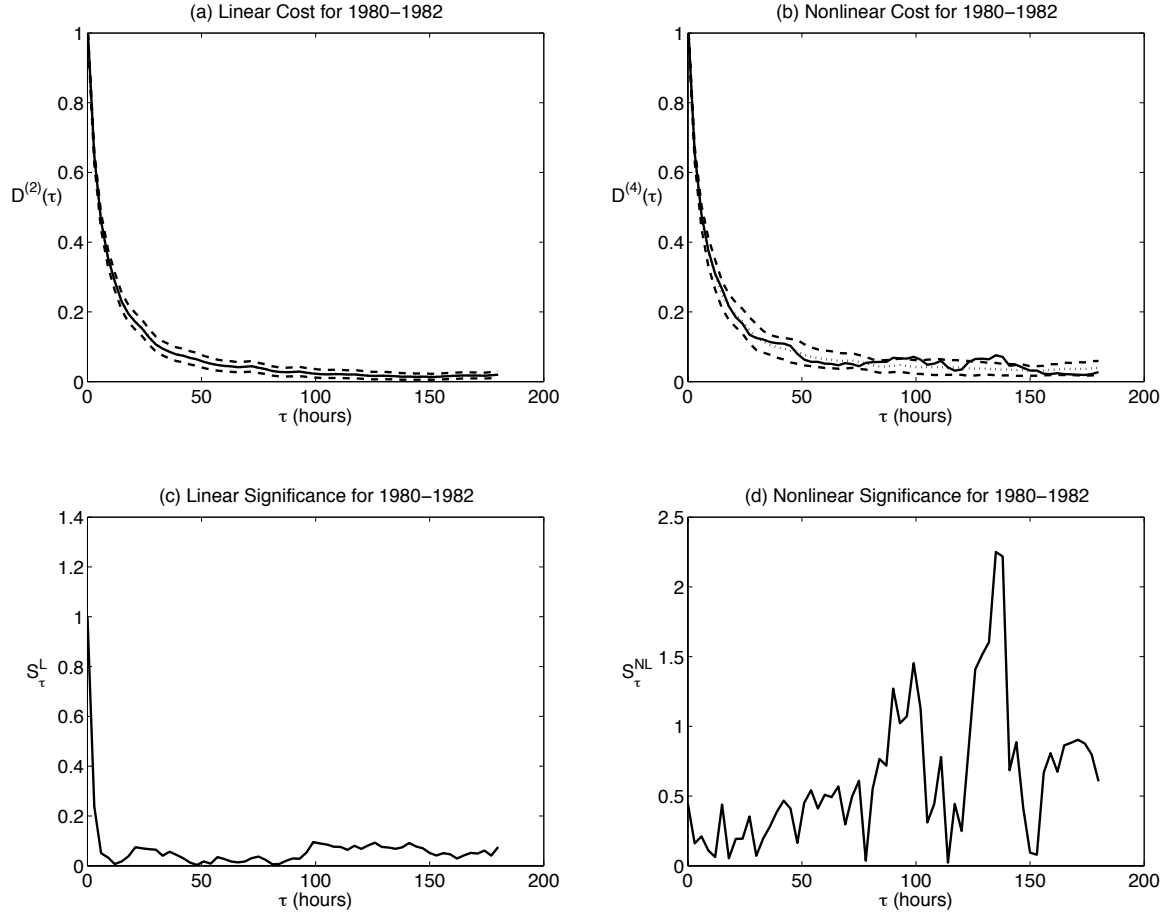 (a) Linear Cost for 1980−1982
1
0.8
0.6
0.4
0.2
0
D(2)(τ)
0 50 100 150 200
τ (hours)
(b) Nonlinear Cost for 1980−1982
1
0.8
0.6
0.4
0.2
0
D(4)(τ)
0 50 100 150 200
τ (hours)
(c) Linear Significance for 1980−1982
1.4
1.2
1
0.8
0.6
0.4
0.2
0
SτL
0 50 100 150 200
τ (hours)
(d) Nonlinear Significance for 1980−1982
2.5
2
1.5
1
0.5
0
SτNL
0 50 100 150 200
τ (hours)